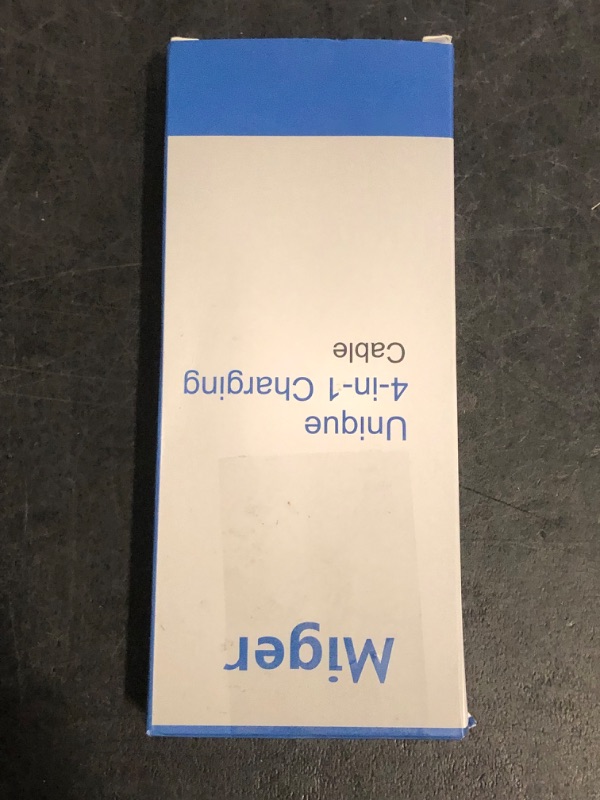 Miger
Unique
4-in-1 Charging
Cable